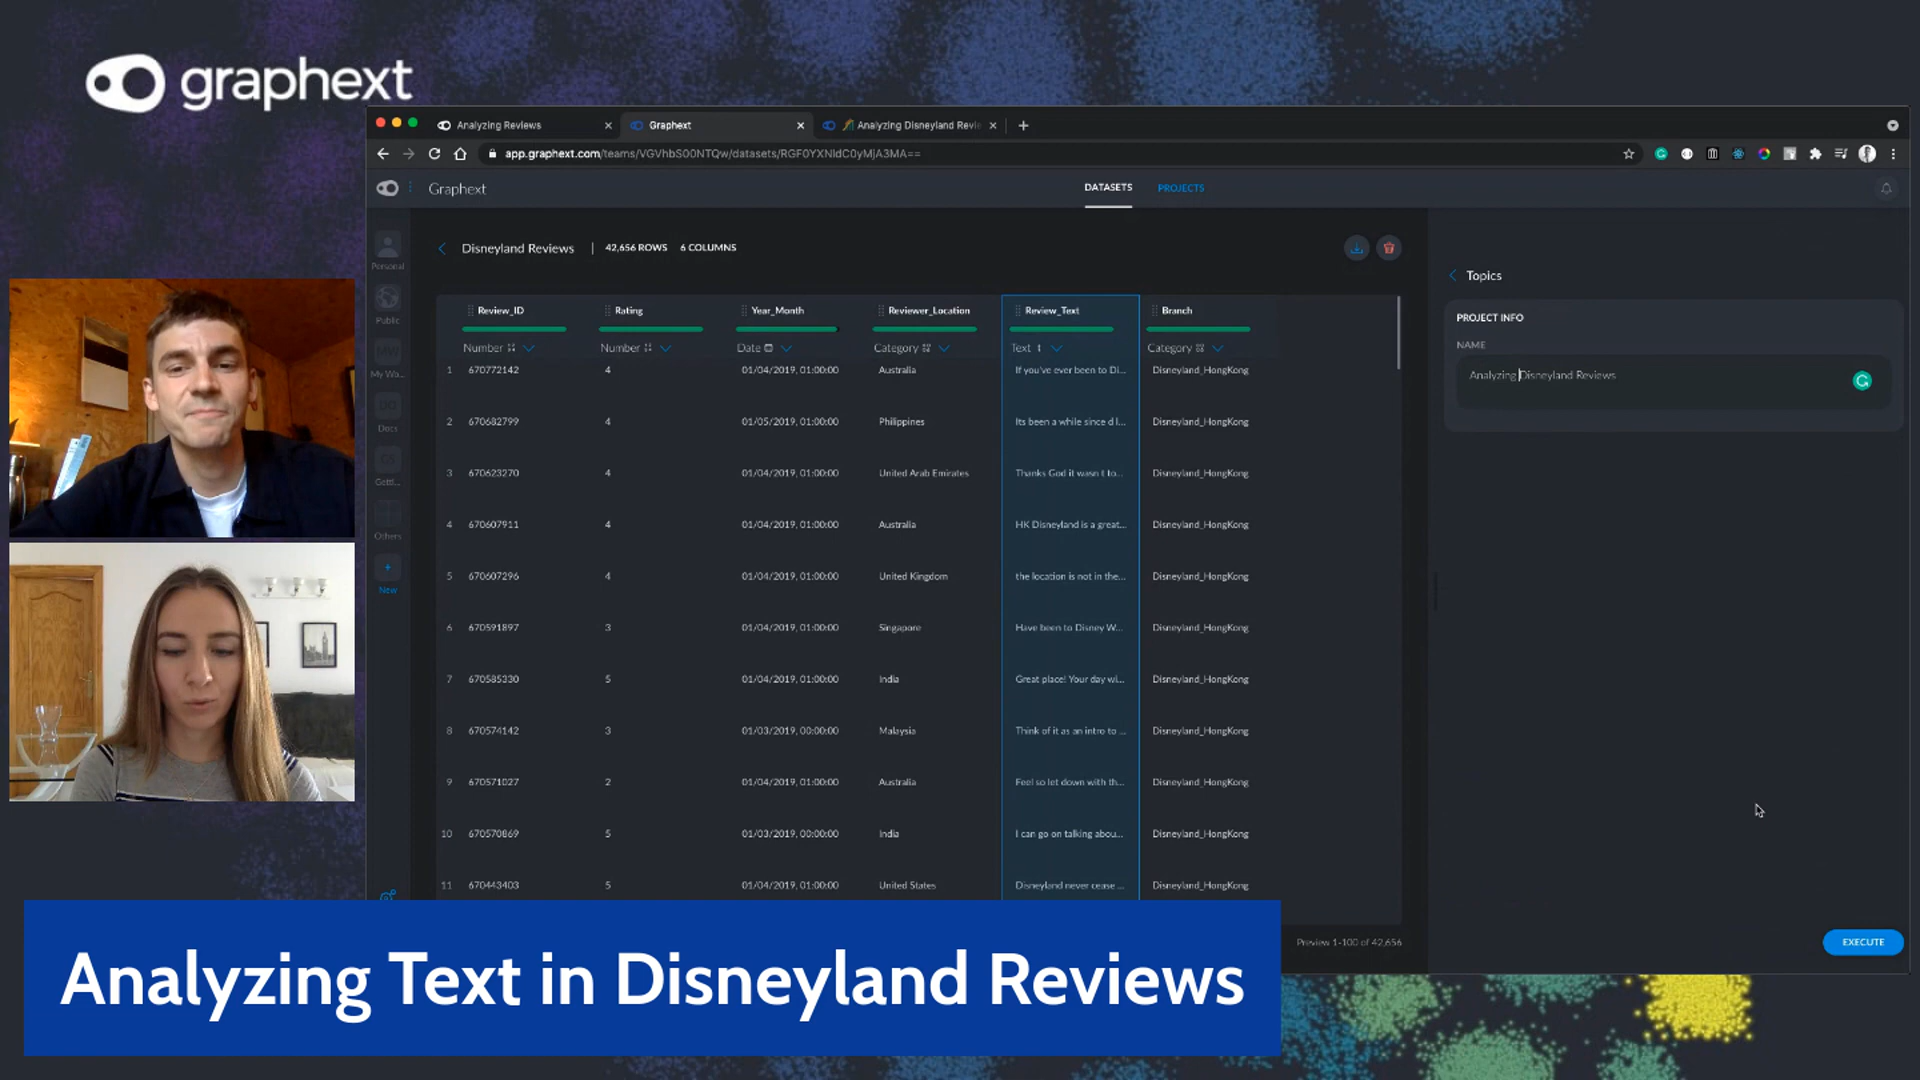 graphext
Analyzing Reviews
Graphext
Analyzing Disneyland Revie
app.graphext.com/teams/VGVhbS00NTQw/datasets/RGF0YXNldC0yMjA3MA==
Graphext
DATASETS
PROJECTS
Personal
Public
My Wo...
Docs
Getti...
Others
New
Disneyland Reviews | 42,656 ROWS 6 COLUMNS
Review_ID Rating Year_Month Reviewer_Location Review_Text Branch
Number Number Date Category Text Category
1 670772142 4 01/04/2019, 01:00:00 Australia If you've ever been to Di... Disneyland_HongKong
2 670682799 4 01/05/2019, 01:00:00 Philippines Its been a while since d l... Disneyland_HongKong
3 670623270 4 01/04/2019, 01:00:00 United Arab Emirates Thanks God it wasn t to... Disneyland_HongKong
4 670607911 4 01/04/2019, 01:00:00 Australia HK Disneyland is a great... Disneyland_HongKong
5 670607296 4 01/04/2019, 01:00:00 United Kingdom the location is not in the... Disneyland_HongKong
6 670591897 3 01/04/2019, 01:00:00 Singapore Have been to Disney W... Disneyland_HongKong
7 670585330 5 01/04/2019, 01:00:00 India Great place! Your day wi... Disneyland_HongKong
8 670574142 3 01/03/2019, 00:00:00 Malaysia Think of it as an intro to ... Disneyland_HongKong
9 670571027 2 01/04/2019, 01:00:00 Australia Feel so let down with th... Disneyland_HongKong
10 670570869 5 01/03/2019, 00:00:00 India I can go on talking abou... Disneyland_HongKong
11 670443403 5 01/04/2019, 01:00:00 United States Disneyland never cease ... Disneyland_HongKong
Preview 1-100 of 42,656
Topics
PROJECT INFO
NAME
Analyzing Disneyland Reviews
EXECUTE
Analyzing Text in Disneyland Reviews